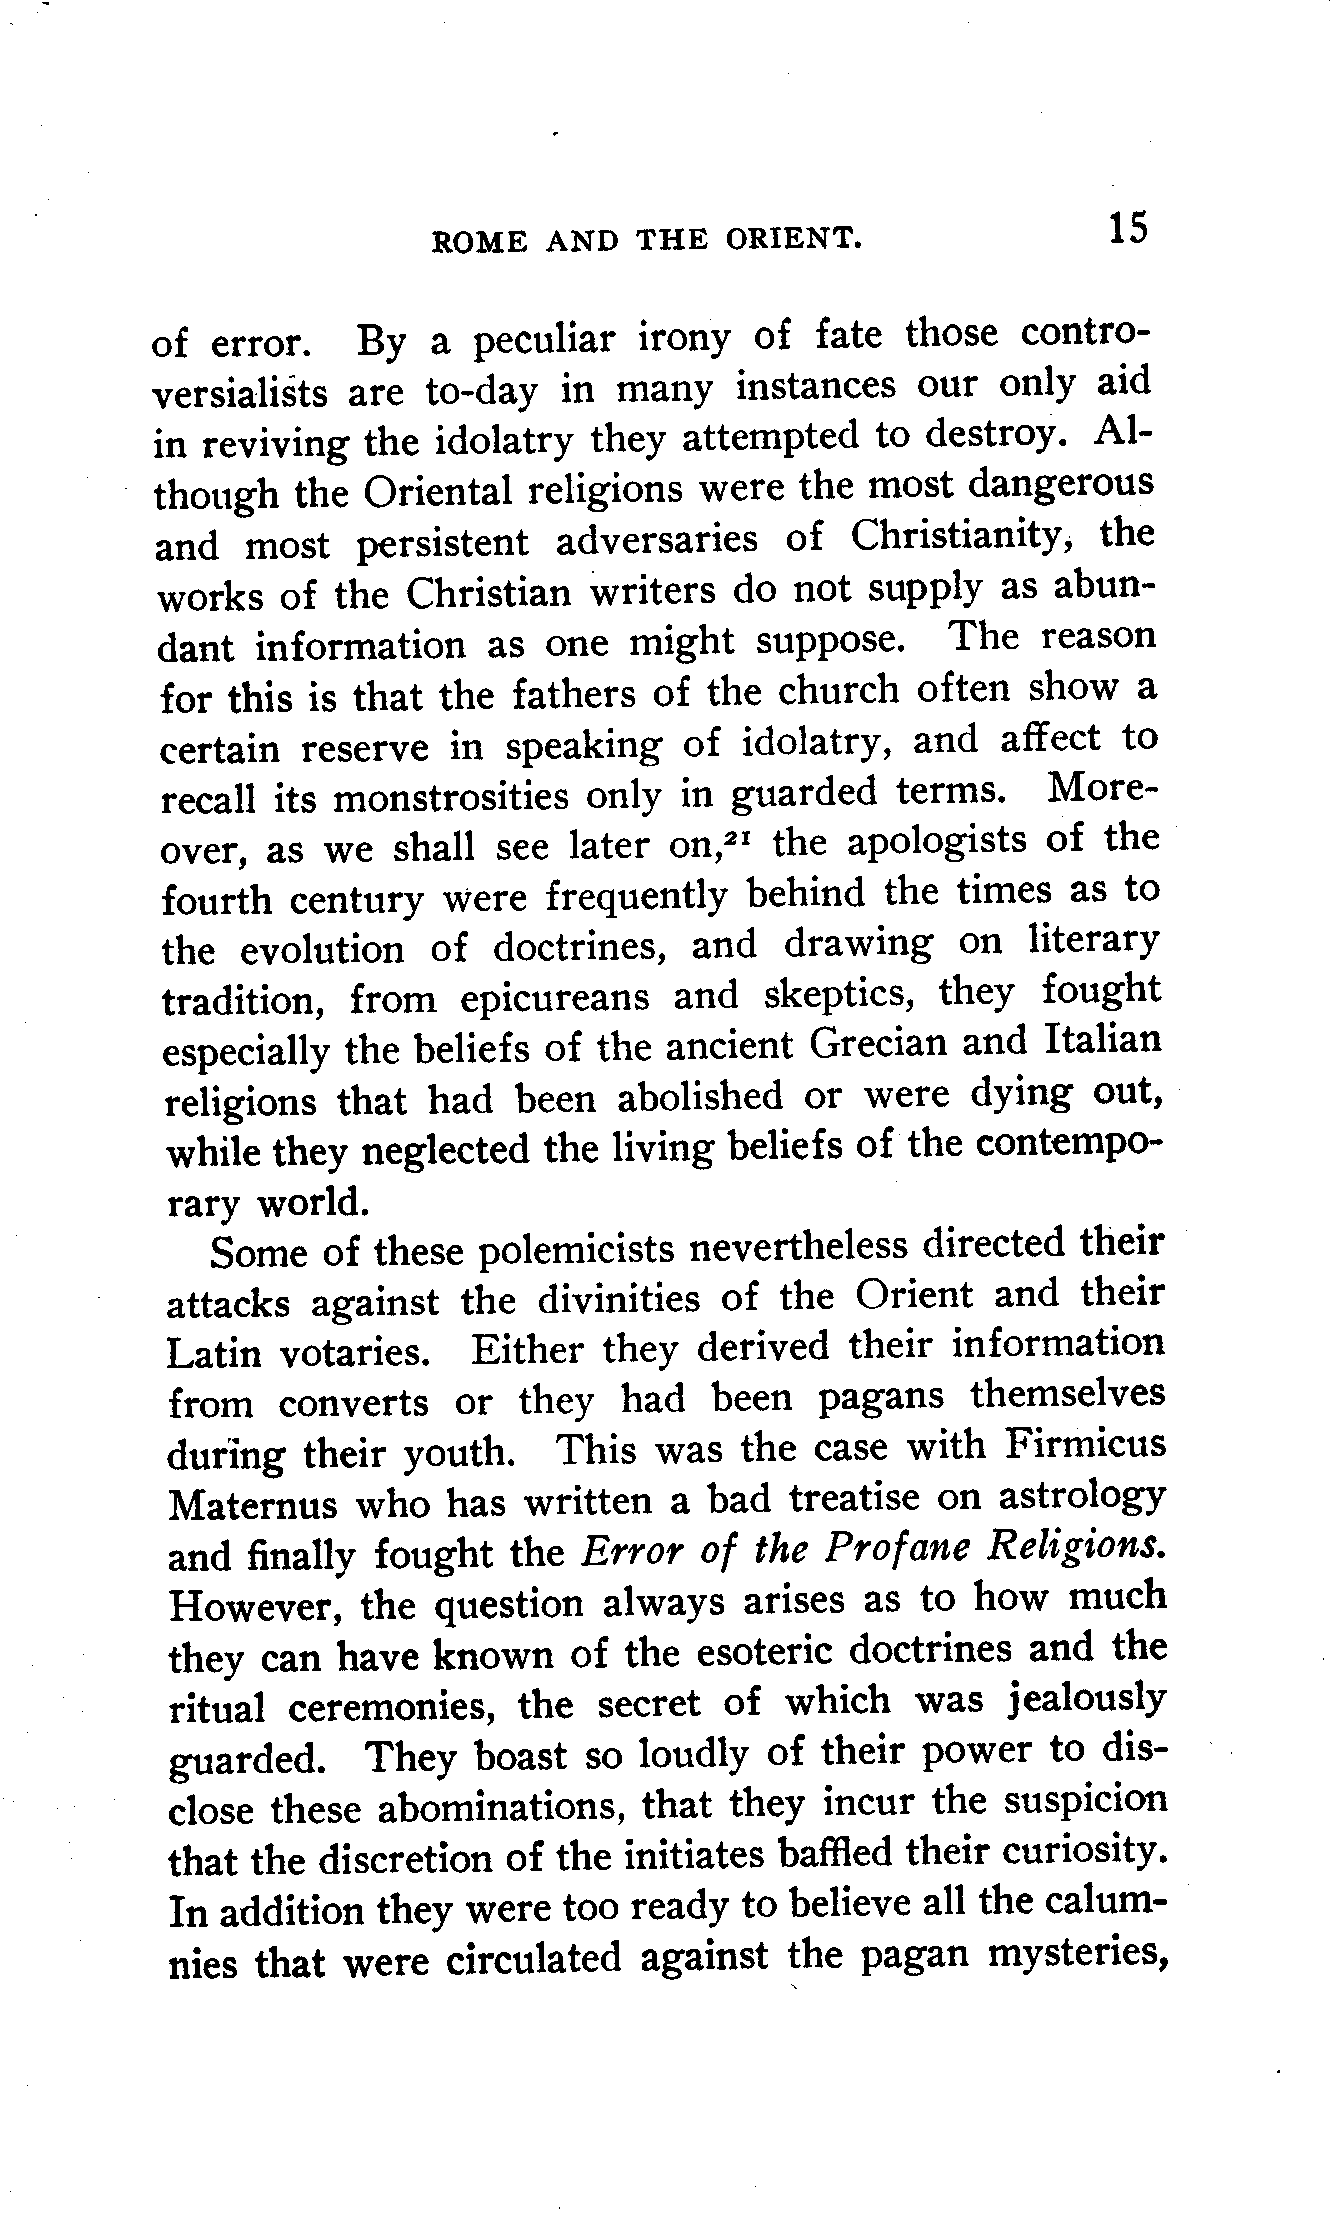 ROME AND THE ORIENT. 15
of error. By a peculiar irony of fate those contro-
versialists are to-day in many instances our only aid
in reviving the idolatry they attempted to destroy. Al-
though the Oriental religions were the most dangerous
and most persistent adversaries of Christianity, the
works of the Christian writers do not supply as abun-
dant information as one might suppose. The reason
for this is that the fathers of the church often show a
certain reserve in speaking of idolatry, and affect to
recall its monstrosities only in guarded terms. More-
over, as we shall see later on,²¹ the apologists of the
fourth century were frequently behind the times as to
the evolution of doctrines, and drawing on literary
tradition, from epicureans and skeptics, they fought
especially the beliefs of the ancient Grecian and Italian
religions that had been abolished or were dying out,
while they neglected the living beliefs of the contempo-
rary world.
Some of these polemicists nevertheless directed their
attacks against the divinities of the Orient and their
Latin votaries. Either they derived their information
from converts or they had been pagans themselves
during their youth. This was the case with Firmicus
Maternus who has written a bad treatise on astrology
and finally fought the Error of the Profane Religions.
However, the question always arises as to how much
they can have known of the esoteric doctrines and the
ritual ceremonies, the secret of which was jealously
guarded. They boast so loudly of their power to dis-
close these abominations, that they incur the suspicion
that the discretion of the initiates baffled their curiosity.
In addition they were too ready to believe all the calum-
nies that were circulated against the pagan mysteries,